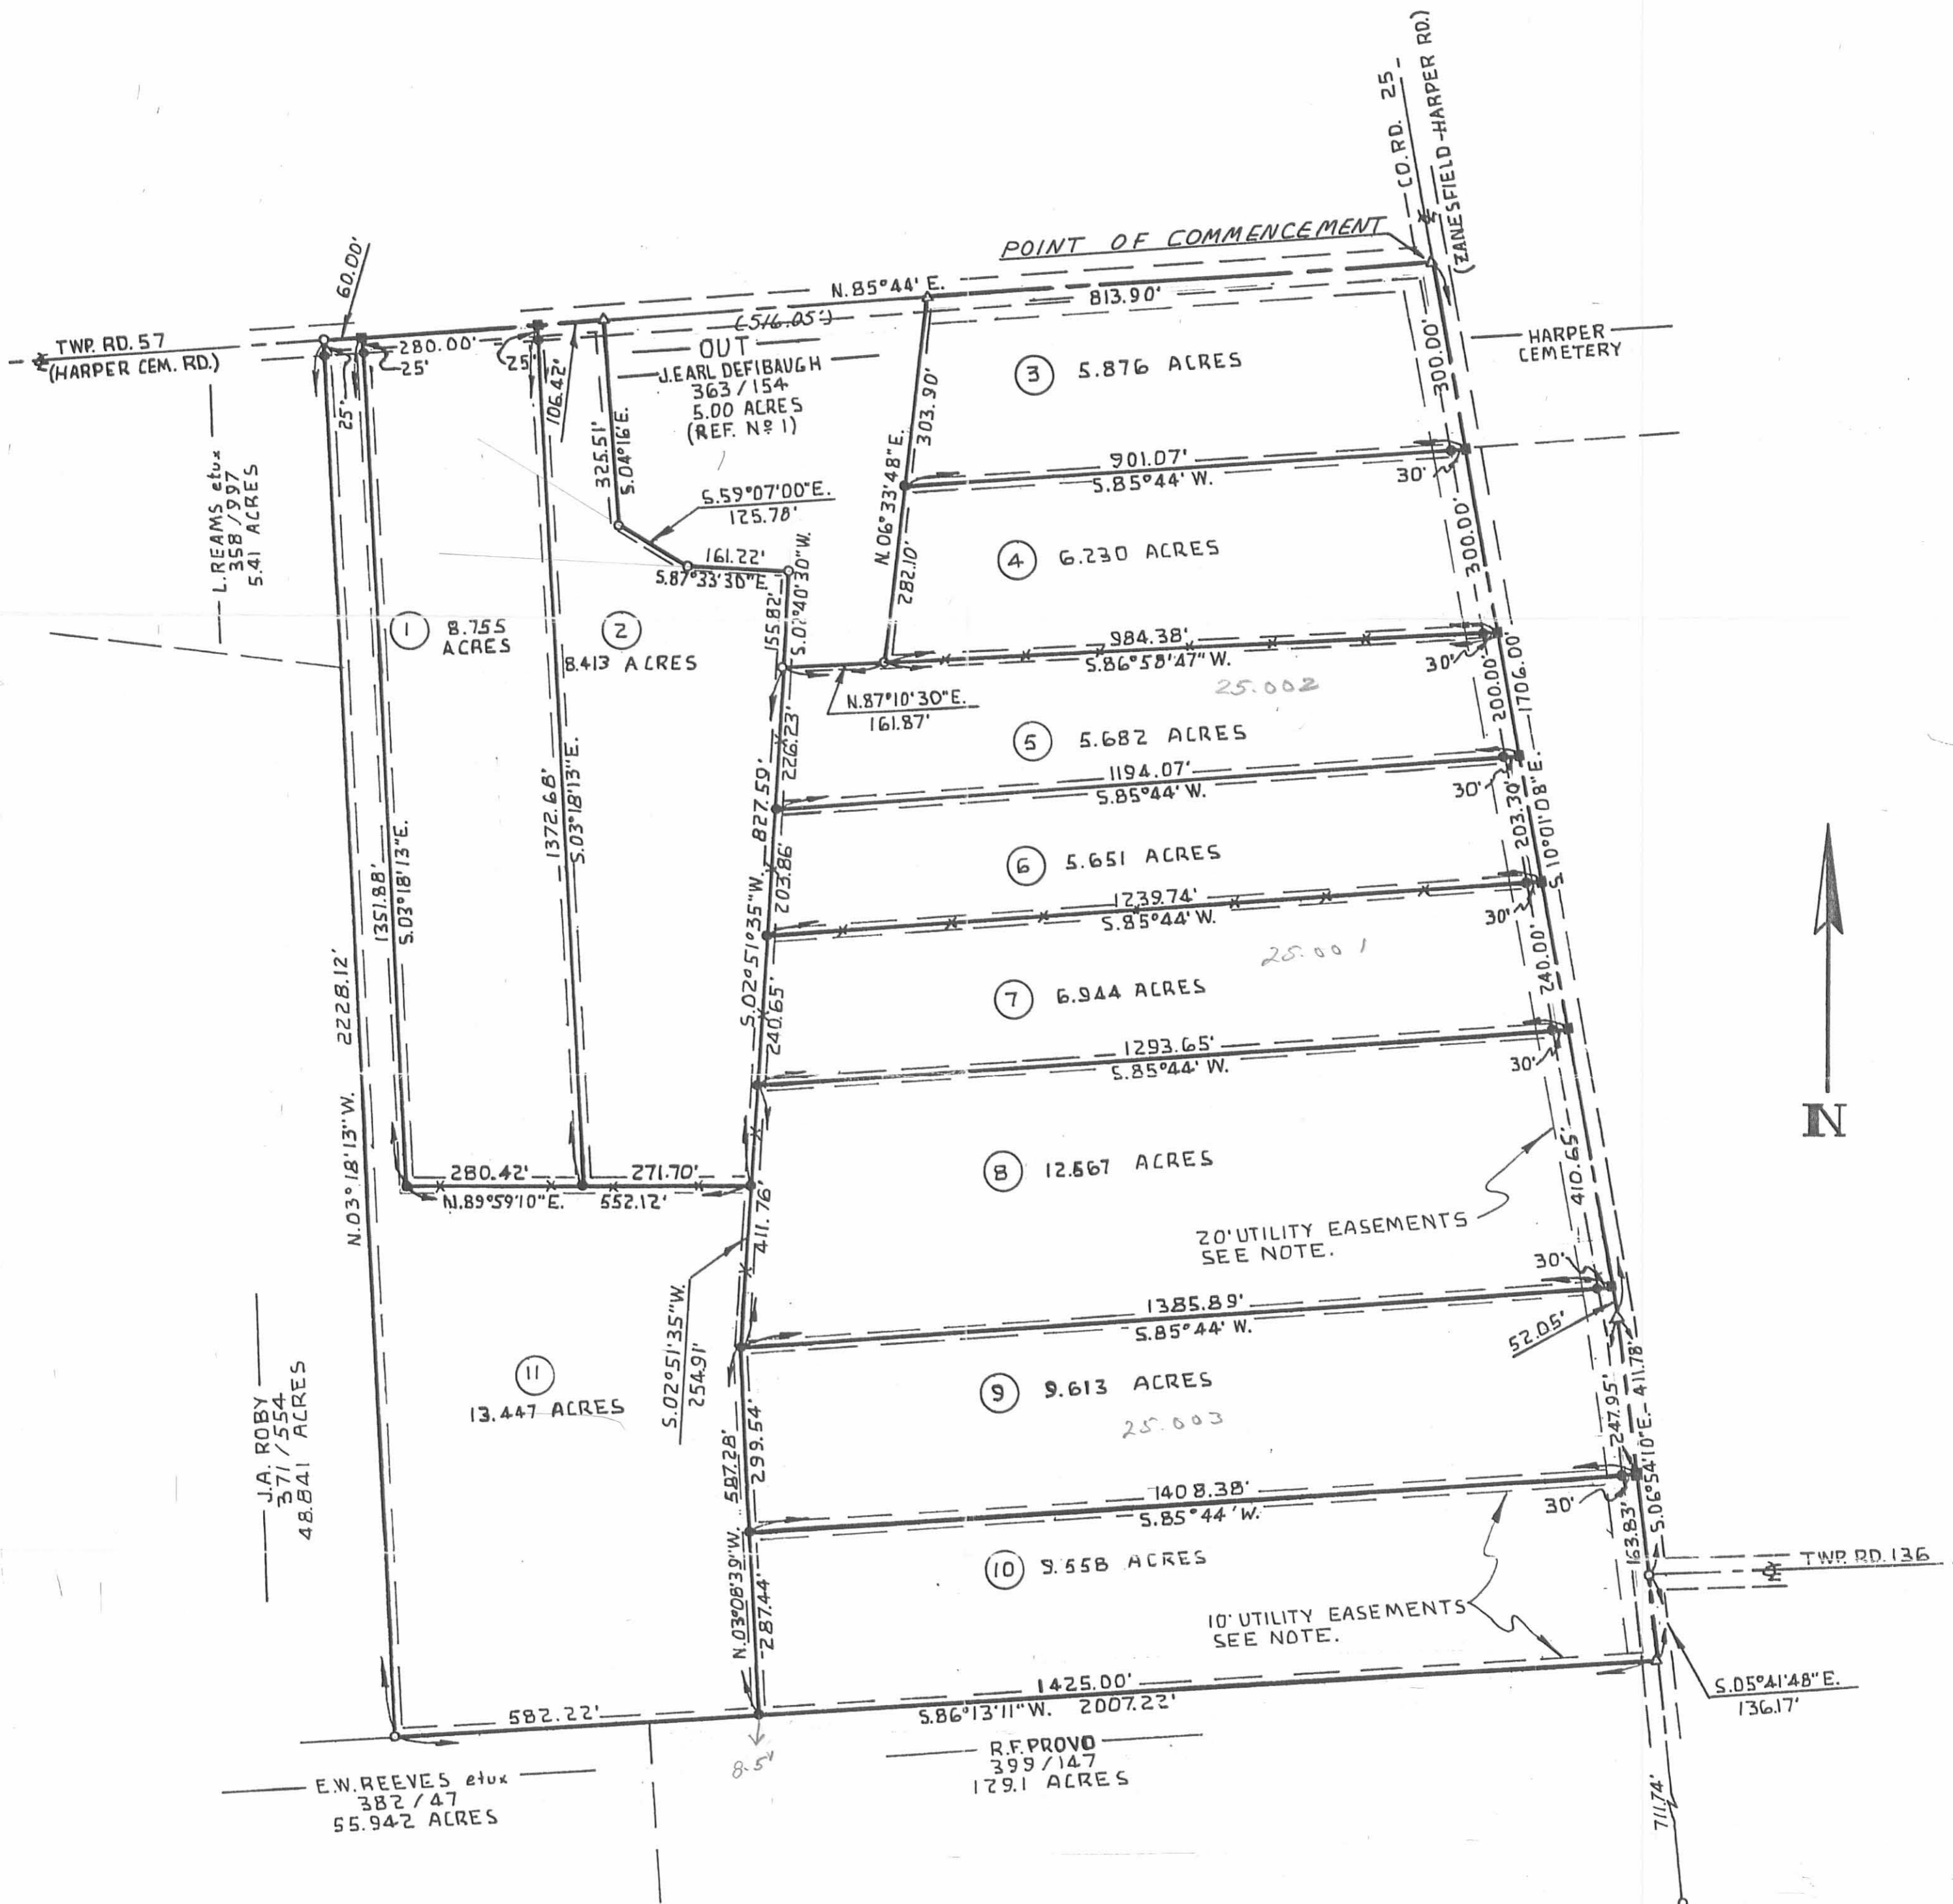 CO. RD. 25
(ZANESFIELD-HARPER RD.)
POINT OF COMMENCEMENT
60.00'
N.85°44' E.
813.90'
(516.05')
TWP. RD. 57
(HARPER CEM. RD.)
280.00'
25'
25'
25'
106.42'
OUT
J. EARL DEFIBAUGH
363/154
5.00 ACRES
(REF. Nº 1)
HARPER
CEMETERY
300.00'
3 5.876 ACRES
303.90'
N.06°33'48"E.
325.51'
S.04°16'E.
L. REAMS etux
358/997
5.41 ACRES
901.07'
S.85°44' W.
30'
S.59°07'00"E.
125.78'
161.22'
S.87°33'30"E.
155.82'
S.02°40'30"W.
282.10'
4 6.230 ACRES
300.00'
1 8.755
ACRES
2
8.413 ACRES
984.38'
S.86°58'47"W.
30'
25.002
N.87°10'30"E.
161.87'
200.00'
1706.00'
S.10°01'08"E.
5 5.682 ACRES
226.23'
827.59'
S.02°51'35"W.
1194.07'
S.85°44' W.
30'
203.30'
1372.68'
S.03°18'13"E.
1351.88'
S.03°18'13"E.
6 5.651 ACRES
203.86'
1239.74'
S.85°44' W.
30'
25.001
240.00'
2228.12'
N.03°18'13"W.
7 6.944 ACRES
240.65'
1293.65'
S.85°44' W.
30'
N
410.65'
8 12.567 ACRES
280.42'
271.70'
N.89°59'10"E.
552.12'
411.76'
20' UTILITY EASEMENTS
SEE NOTE.
30'
S.02°51'35"W.
254.91'
1385.89'
S.85°44' W.
52.05'
11
13.447 ACRES
9 9.613 ACRES
25.003
247.95'
S.06°54'10"E.-411.78'
J.A. ROBY
371/554
48.841 ACRES
587.28'
N.03°08'39"W.
299.54'
1408.38'
S.85°44'W.
30'
163.83'
TWP. RD. 136
10 9.558 ACRES
287.44'
10' UTILITY EASEMENTS
SEE NOTE.
S.05°41'48"E.
136.17'
582.22'
1425.00'
S.86°13'11"W. 2007.22'
8.5'
R.F. PROVO
399/147
129.1 ACRES
E.W. REEVES etux
382/47
55.942 ACRES
711.74'